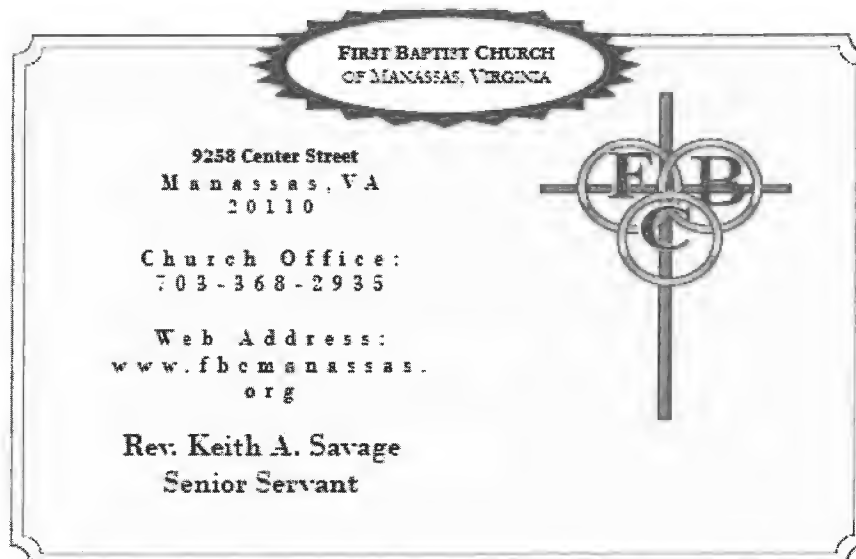 FIRST BAPTIST CHURCH
OF MANASSAS, VIRGINIA
9258 Center Street
Manassas, VA
20110
Church Office:
703-368-2935
Web Address:
www.fbcmanassas.
org
Rev. Keith A. Savage
Senior Servant
F B
C